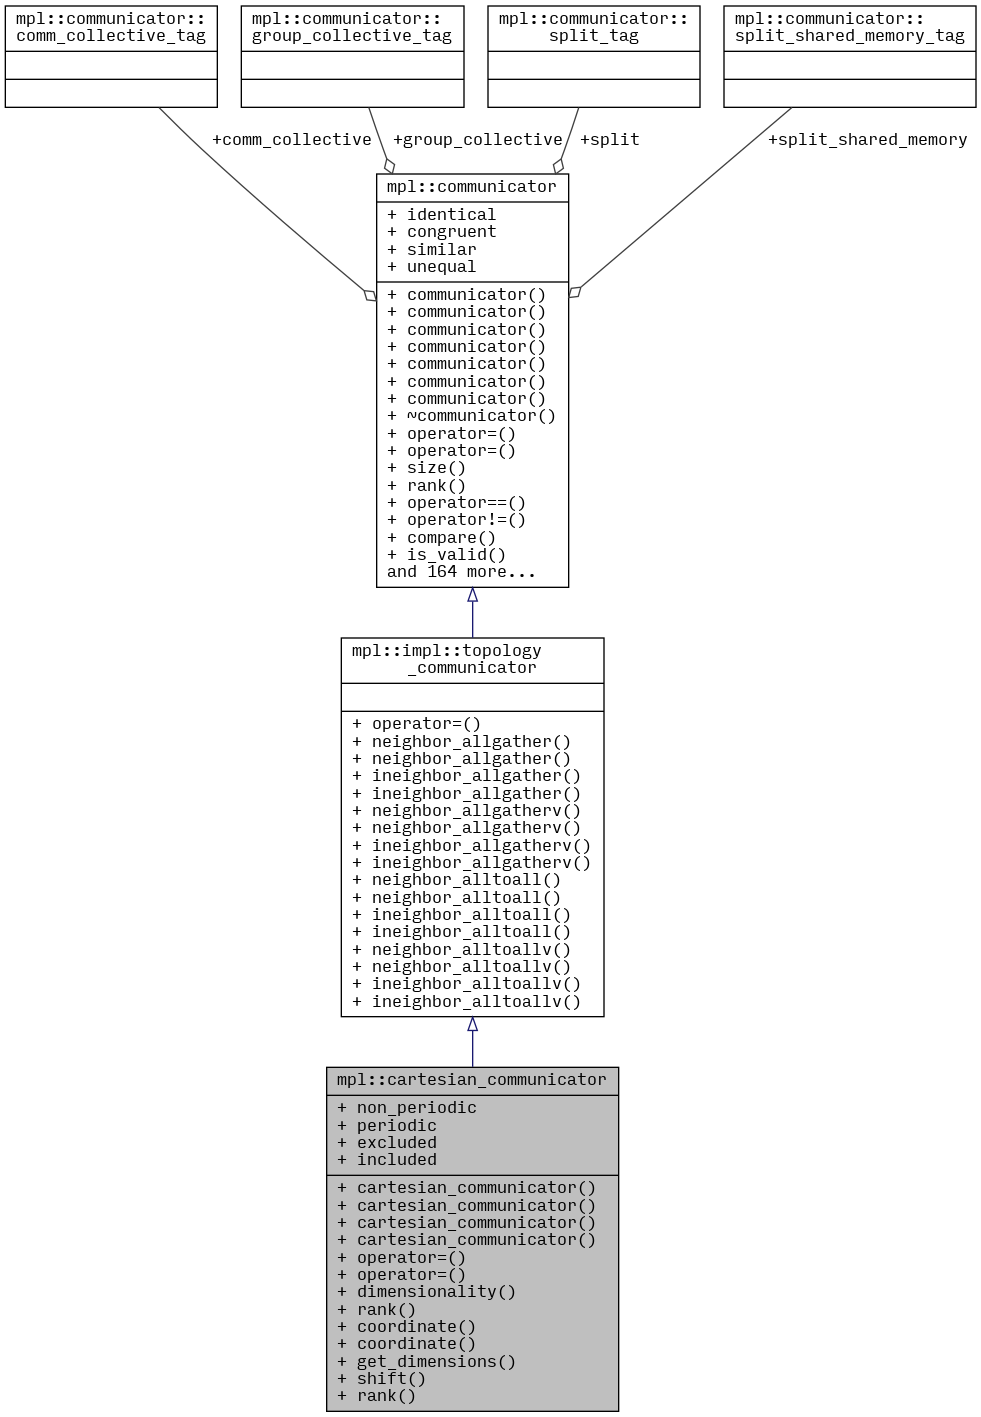 mpl::communicator::
comm_collective_tag
mpl::communicator::
group_collective_tag
mpl::communicator::
split_tag
mpl::communicator::
split_shared_memory_tag
+comm_collective
+group_collective
+split
+split_shared_memory
mpl::communicator
+ identical
+ congruent
+ similar
+ unequal
+ communicator()
+ communicator()
+ communicator()
+ communicator()
+ communicator()
+ communicator()
+ communicator()
+ ~communicator()
+ operator=()
+ operator=()
+ size()
+ rank()
+ operator==()
+ operator!=()
+ compare()
+ is_valid()
and 164 more...
mpl::impl::topology
_communicator
+ operator=()
+ neighbor_allgather()
+ neighbor_allgather()
+ ineighbor_allgather()
+ ineighbor_allgather()
+ neighbor_allgatherv()
+ neighbor_allgatherv()
+ ineighbor_allgatherv()
+ ineighbor_allgatherv()
+ neighbor_alltoall()
+ neighbor_alltoall()
+ ineighbor_alltoall()
+ ineighbor_alltoall()
+ neighbor_alltoallv()
+ neighbor_alltoallv()
+ ineighbor_alltoallv()
+ ineighbor_alltoallv()
mpl::cartesian_communicator
+ non_periodic
+ periodic
+ excluded
+ included
+ cartesian_communicator()
+ cartesian_communicator()
+ cartesian_communicator()
+ cartesian_communicator()
+ operator=()
+ operator=()
+ dimensionality()
+ rank()
+ coordinate()
+ coordinate()
+ get_dimensions()
+ shift()
+ rank()